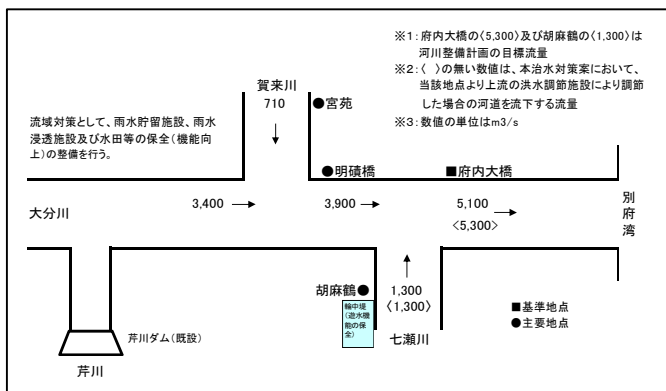 ※1:府内大橋の〈5,300〉及び胡麻鶴の〈1,300〉は
河川整備計画の目標流量
※2:〈 〉の無い数値は、本治水対策案において、
当該地点より上流の洪水調節施設により調節
した場合の河道を流下する流量
※3:数値の単位はm3/s
賀来川
710
●宮苑
流域対策として、雨水貯留施設、雨水
浸透施設及び水田等の保全(機能向
上)の整備を行う。
●明磧橋
■府内大橋
大分川
3,400
3,900
5,100
〈5,300〉
別府湾
胡麻鶴●
1,300
〈1,300〉
輪中堤
(遊水機
能の保
全)
七瀬川
■基準地点
●主要地点
芹川ダム(既設)
芹川